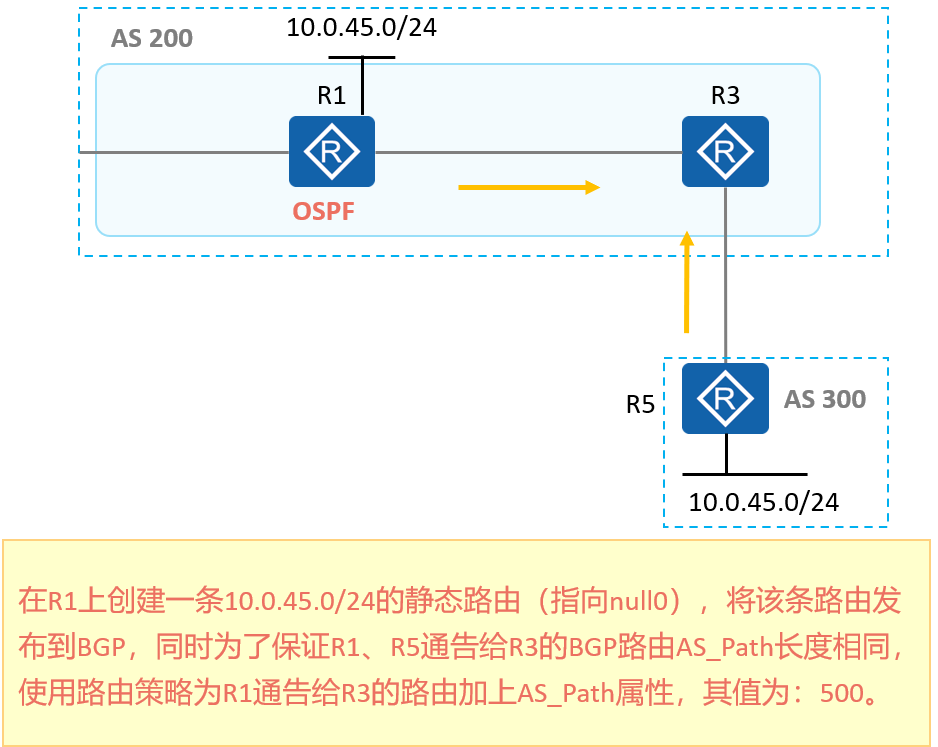 10.0.45.0/24
AS 200
R1
R3
R
R
OSPF
R
R5
AS 300
10.0.45.0/24
在R1上创建一条10.0.45.0/24的静态路由（指向null0），将该条路由发
布到BGP，同时为了保证R1、R5通告给R3的BGP路由AS_Path长度相同，
使用路由策略为R1通告给R3的路由加上AS_Path属性，其值为：500。